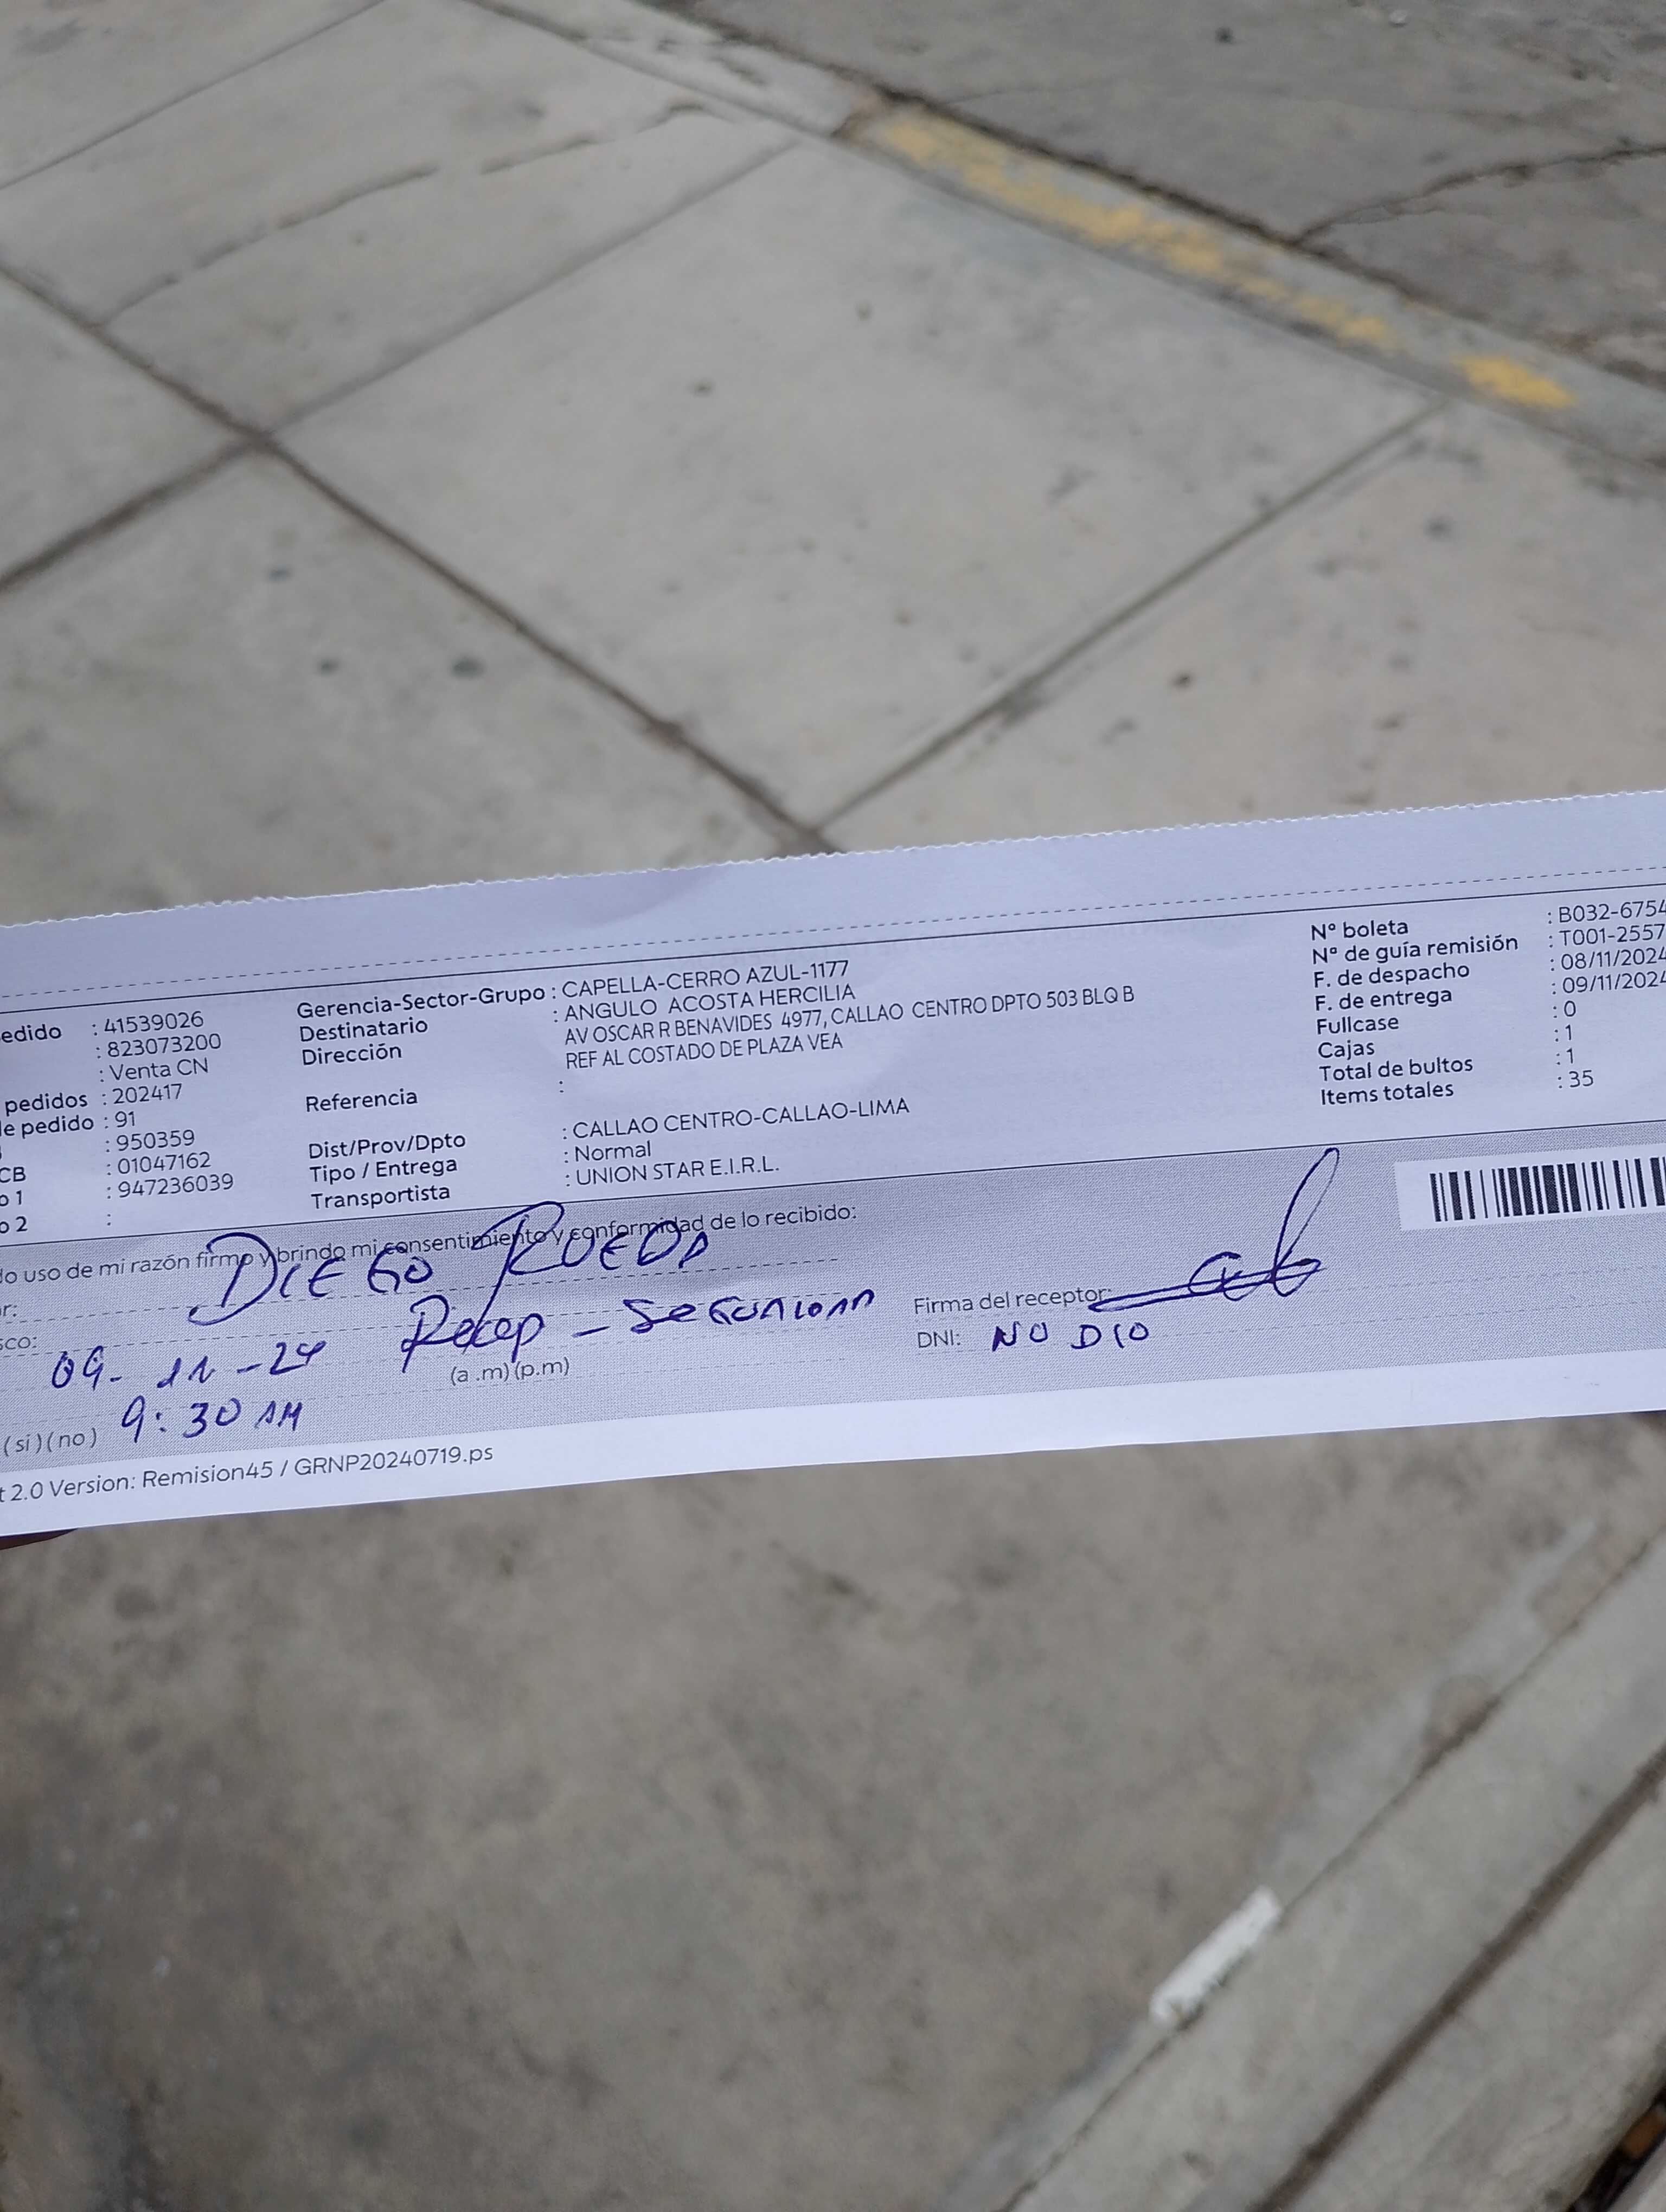 edido : 41539026
: 823073200
: Venta CN
pedidos : 202417
e pedido : 91
: 950359
CB : 01047162
o 1 : 947236039
o 2 :
Gerencia-Sector-Grupo : CAPELLA-CERRO AZUL-1177
Destinatario : ANGULO ACOSTA HERCILIA
Dirección AV OSCAR R BENAVIDES 4977, CALLAO CENTRO DPTO 503 BLQ B
REF AL COSTADO DE PLAZA VEA
Referencia :
Dist/Prov/Dpto : CALLAO CENTRO-CALLAO-LIMA
Tipo / Entrega : Normal
Transportista : UNION STAR E.I.R.L.
Nº boleta : B032-6754
Nª de guía remisión : T001-2557
F. de despacho : 08/11/2024
F. de entrega : 09/11/2024
Fullcase : 0
Cajas : 1
Total de bultos : 1
Items totales : 35
do uso de mi razón firmo y brindo mi consentimiento y conformidad de lo recibido:
r: DIEGO RUEDA
sco: Recep - Seguridad
09-11-24
(a .m) (p.m)
(si) (no) 9:30 AM
Firma del receptor:
DNI: NO DIO
t 2.0 Version: Remision45 / GRNP20240719.ps